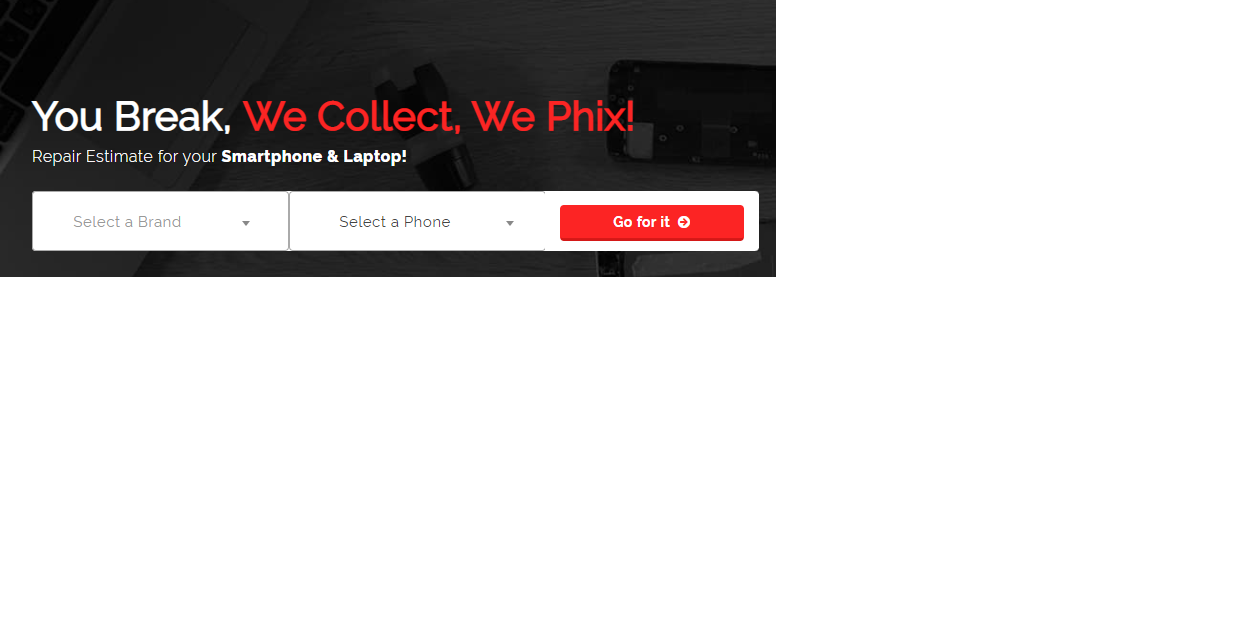 You Break, We Collect, We Phix!
Repair Estimate for your Smartphone & Laptop!
Select a Brand Select a Phone Go for it